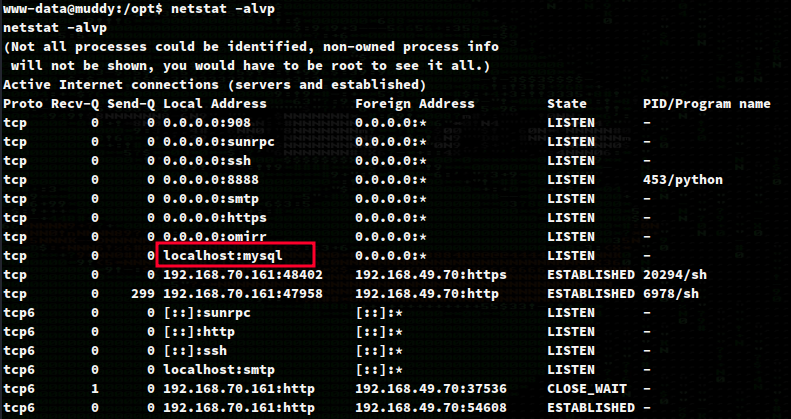 www-data@muddy:/opt$ netstat -alvp
netstat -alvp
(Not all processes could be identified, non-owned process info
 will not be shown, you would have to be root to see it all.)
Active Internet connections (servers and established)
Proto Recv-Q Send-Q Local Address           Foreign Address         State       PID/Program name
tcp        0      0 0.0.0.0:908             0.0.0.0:*               LISTEN      -
tcp        0      0 0.0.0.0:sunrpc          0.0.0.0:*               LISTEN      -
tcp        0      0 0.0.0.0:ssh             0.0.0.0:*               LISTEN      -
tcp        0      0 0.0.0.0:8888            0.0.0.0:*               LISTEN      453/python
tcp        0      0 0.0.0.0:smtp            0.0.0.0:*               LISTEN      -
tcp        0      0 0.0.0.0:https           0.0.0.0:*               LISTEN      -
tcp        0      0 0.0.0.0:omirr           0.0.0.0:*               LISTEN      -
tcp        0      0 localhost:mysql         0.0.0.0:*               LISTEN      -
tcp        0      0 192.168.70.161:48402    192.168.49.70:https     ESTABLISHED 20294/sh
tcp        0    299 192.168.70.161:47958    192.168.49.70:http      ESTABLISHED 6978/sh
tcp6       0      0 [::]:sunrpc             [::]:*                  LISTEN      -
tcp6       0      0 [::]:http               [::]:*                  LISTEN      -
tcp6       0      0 [::]:ssh                [::]:*                  LISTEN      -
tcp6       0      0 localhost:smtp          [::]:*                  LISTEN      -
tcp6       1      0 192.168.70.161:http     192.168.49.70:37536     CLOSE_WAIT  -
tcp6       0      0 192.168.70.161:http     192.168.49.70:54608     ESTABLISHED -